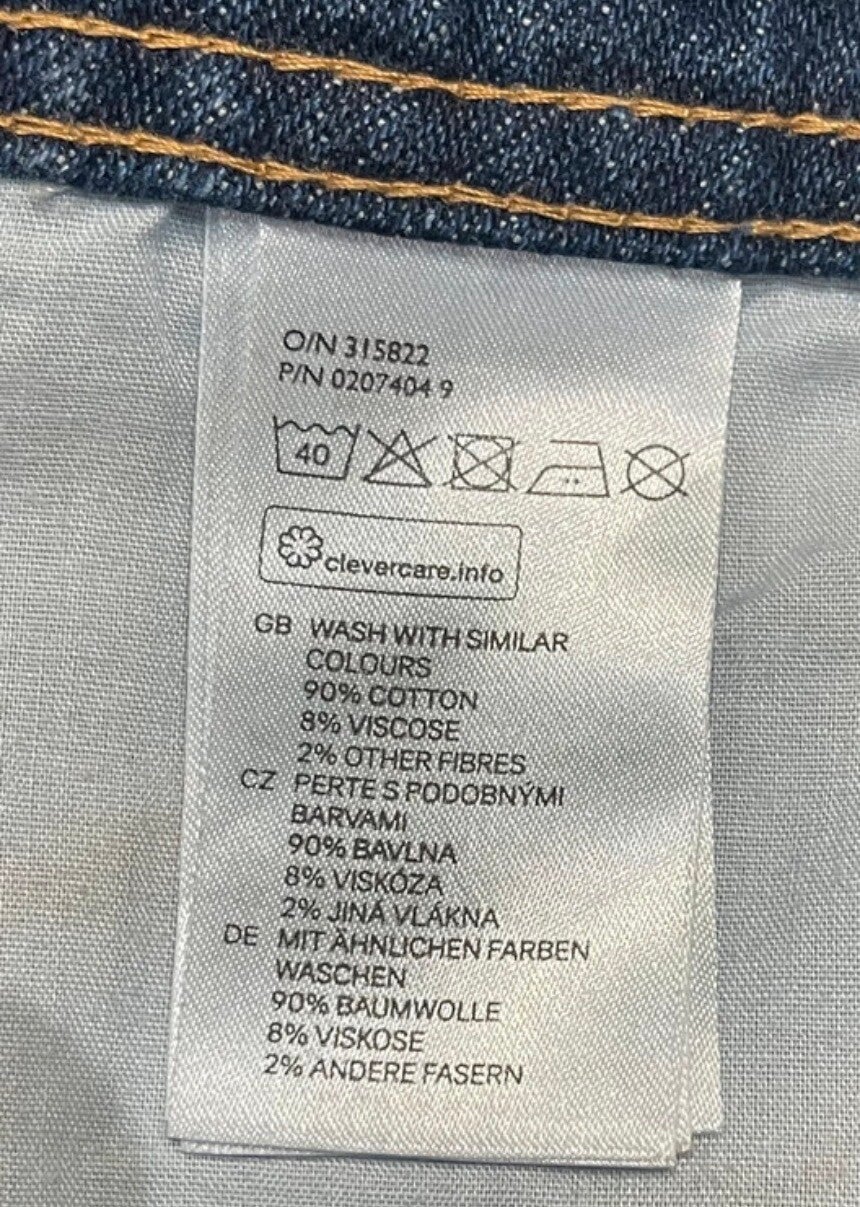 O/N 315822
P/N 0207404 9
40
clevercare.info
GB WASH WITH SIMILAR
COLOURS
90% COTTON
8% VISCOSE
2% OTHER FIBRES
CZ PERTE S PODOBNÝMI
BARVAMI
90% BAVLNA
8% VISKÓZA
2% JINÁ VLÁKNA
DE MIT ÄHNLICHEN FARBEN
WASCHEN
90% BAUMWOLLE
8% VISKOSE
2% ANDERE FASERN